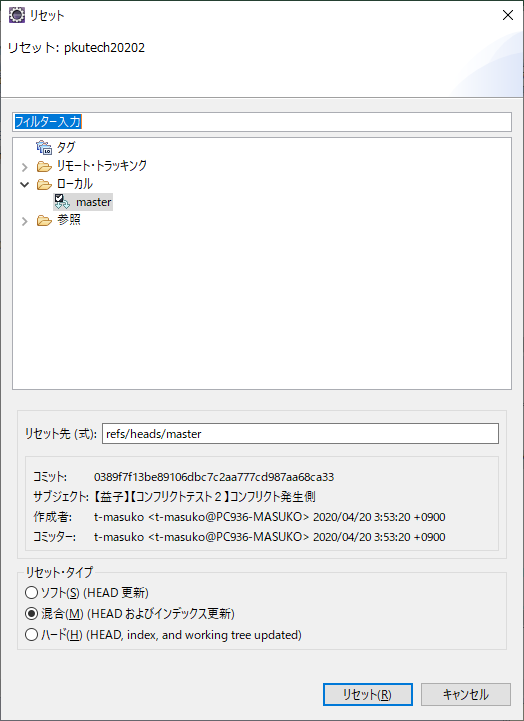 リセット
リセット: pkutech20202
フィルター入力
タグ
リモート・トラッキング
ローカル
master
参照
リセット先 (式): refs/heads/master
コミット: 0389f7f13be89106dbc7c2aa777cd987aa68ca33
サブジェクト: 【益子】【コンフリクトテスト２】コンフリクト発生側
作成者: t-masuko <t-masuko@PC936-MASUKO> 2020/04/20 3:53:20 +0900
コミッター: t-masuko <t-masuko@PC936-MASUKO> 2020/04/20 3:53:20 +0900
リセット・タイプ
ソフト(S) (HEAD 更新)
混合(M) (HEAD およびインデックス更新)
ハード(H) (HEAD, index, and working tree updated)
リセット(R) キャンセル